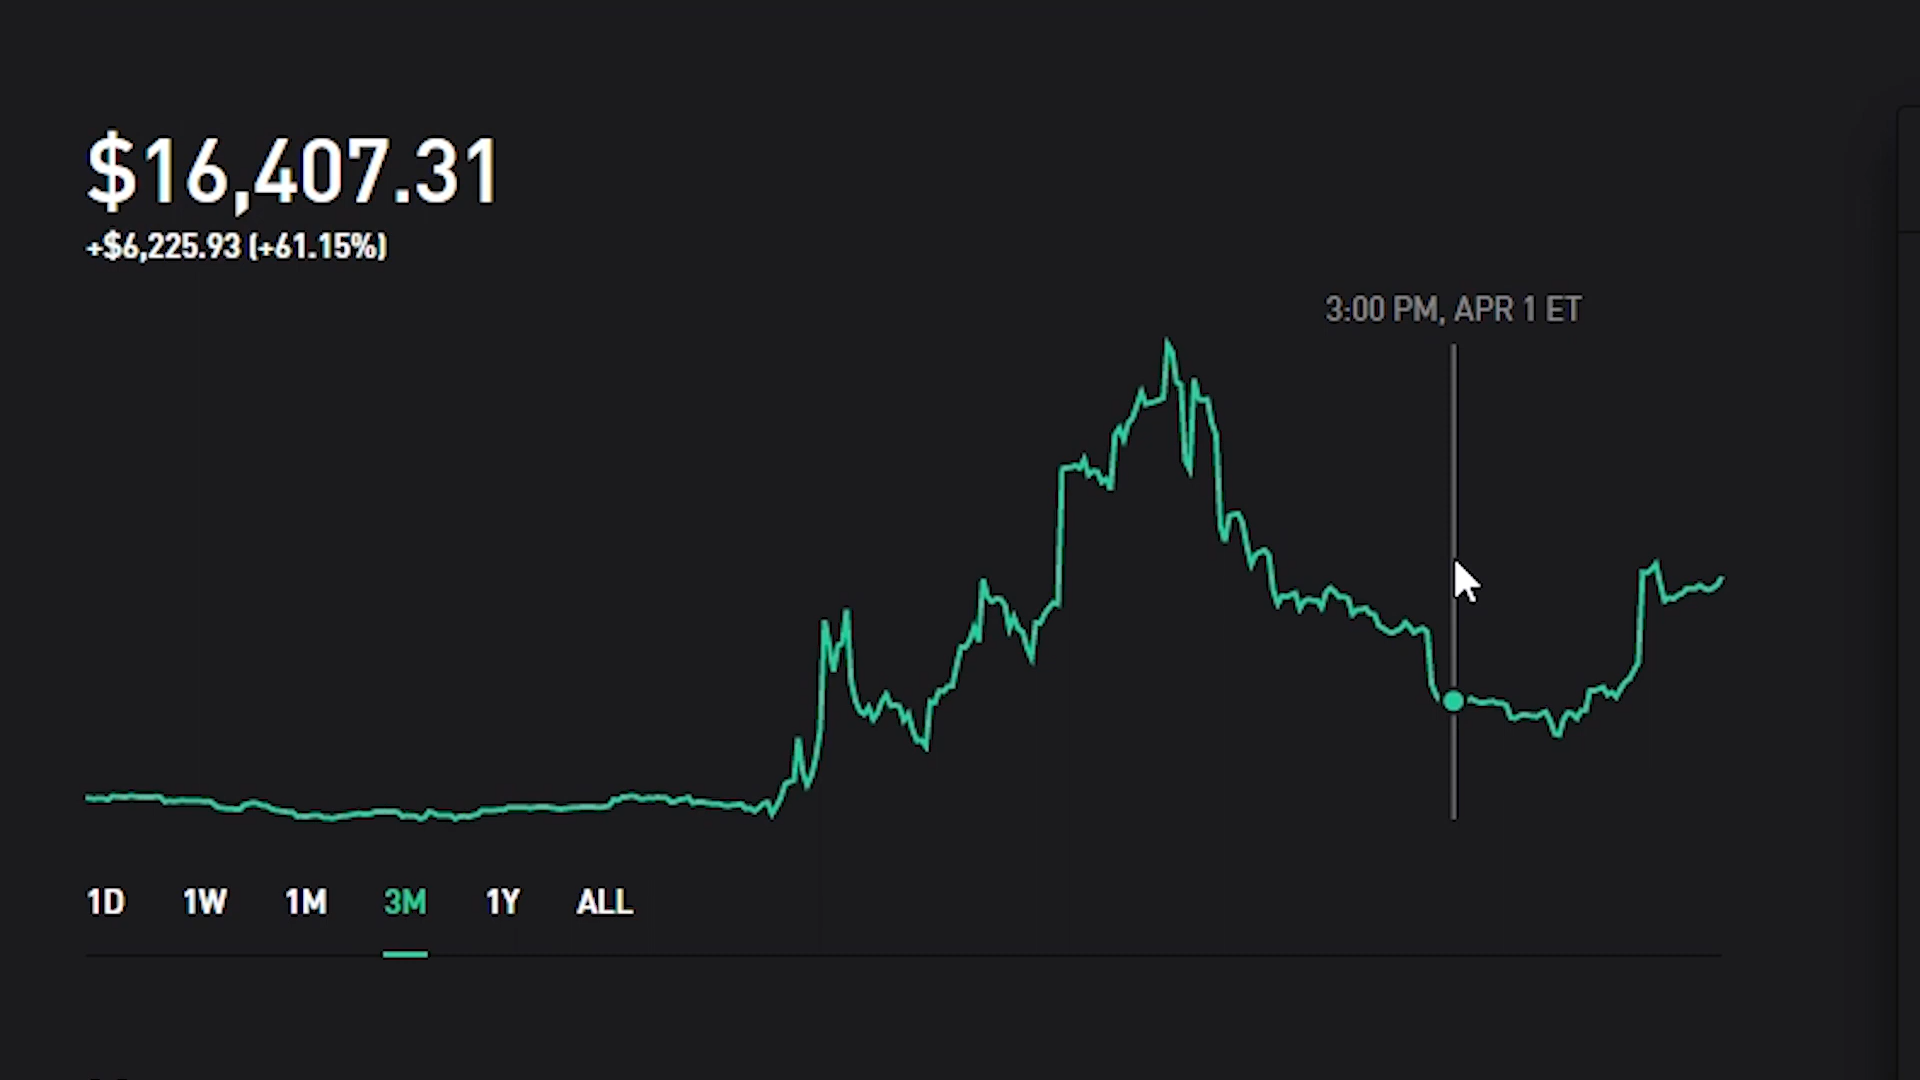 $16,407.31
+$6,225.93 (+61.15%)
3:00 PM, APR 1 ET
1D 1W 1M 3M 1Y ALL